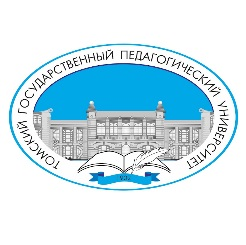 ТОМСКИЙ ГОСУДАРСТВЕННЫЙ ПЕДАГОГИЧЕСКИЙ УНИВЕРСИТЕТ